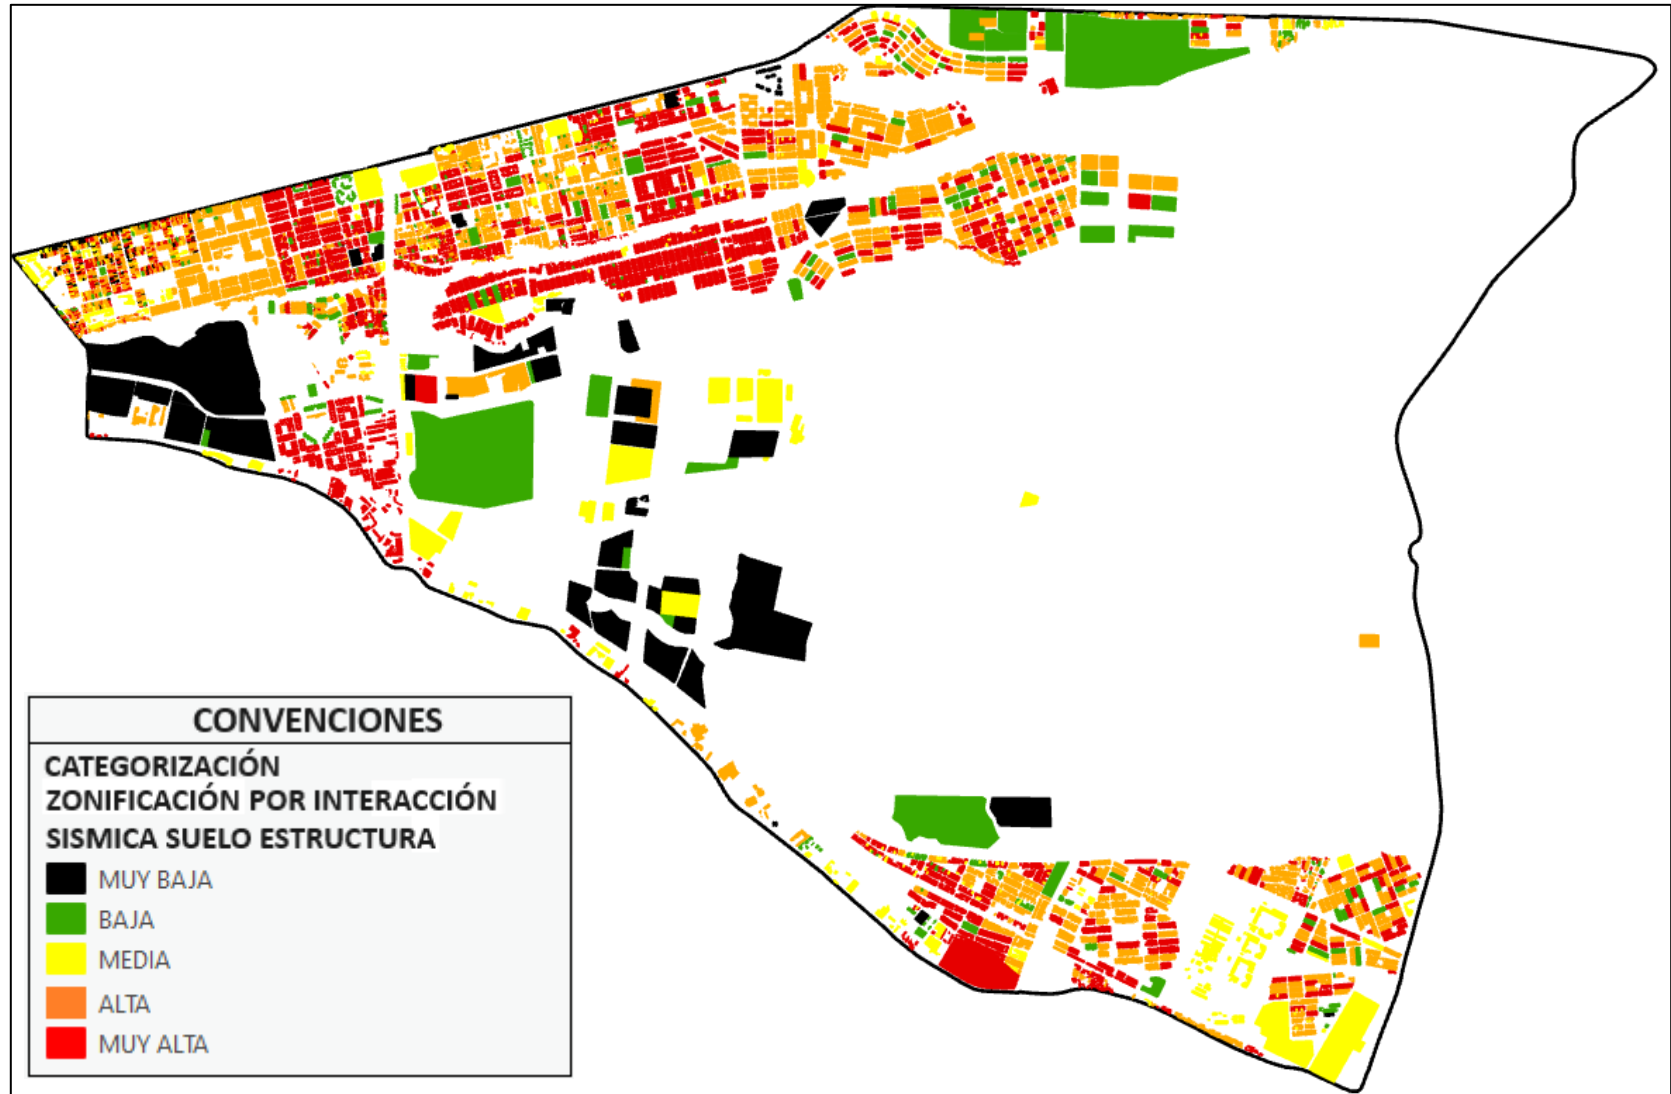 CONVENCIONES
CATEGORIZACIÓN
ZONIFICACIÓN POR INTERACCIÓN
SISMICA SUELO ESTRUCTURA
MUY BAJA
BAJA
MEDIA
ALTA
MUY ALTA